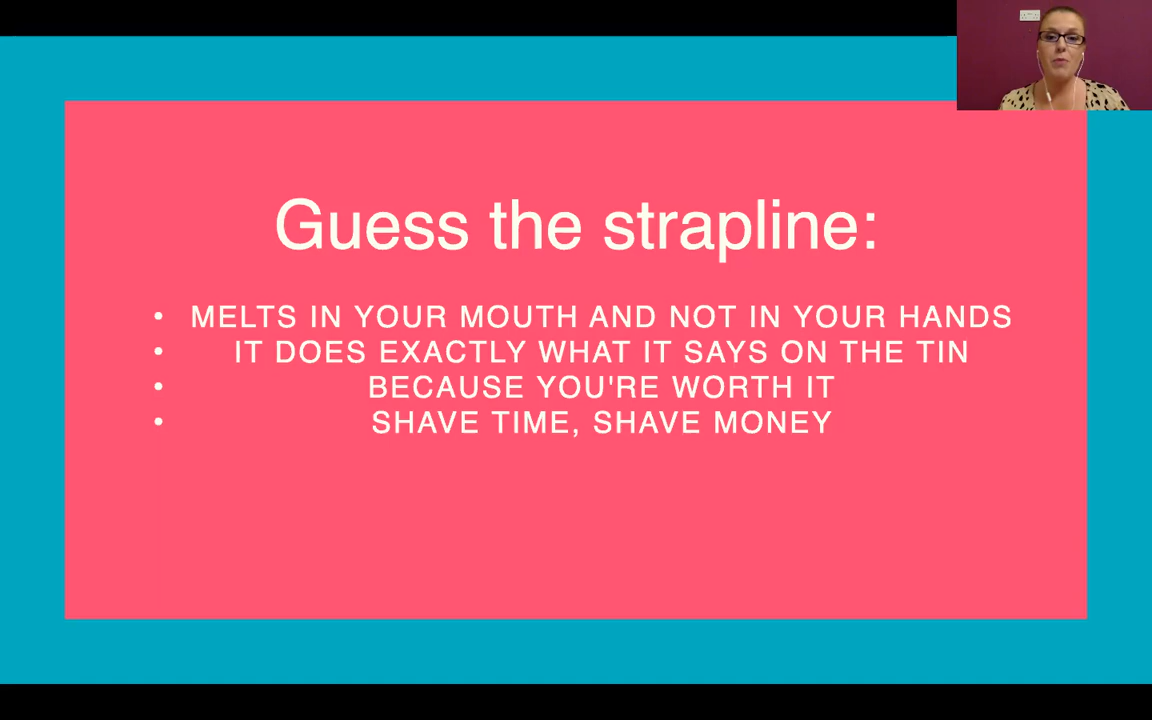 Guess the strapline:
• MELTS IN YOUR MOUTH AND NOT IN YOUR HANDS
• IT DOES EXACTLY WHAT IT SAYS ON THE TIN
• BECAUSE YOU'RE WORTH IT
• SHAVE TIME, SHAVE MONEY